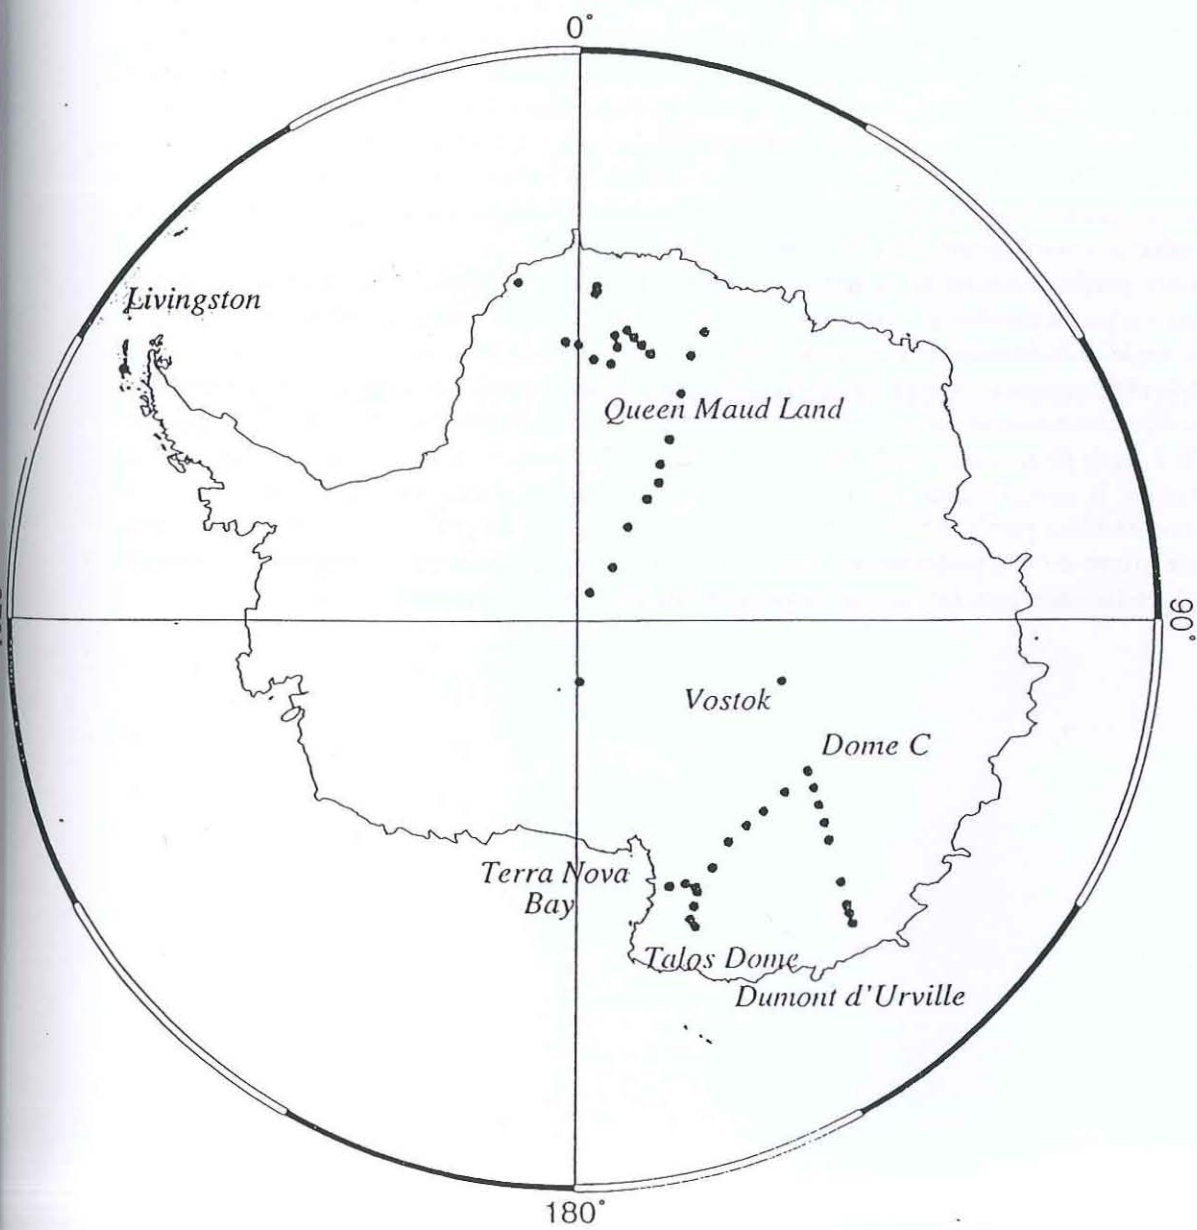 0°
Livingston
Queen Maud Land
90°
Vostok
Dome C
Terra Nova
Bay
Talos Dome
Dumont d'Urville
180°